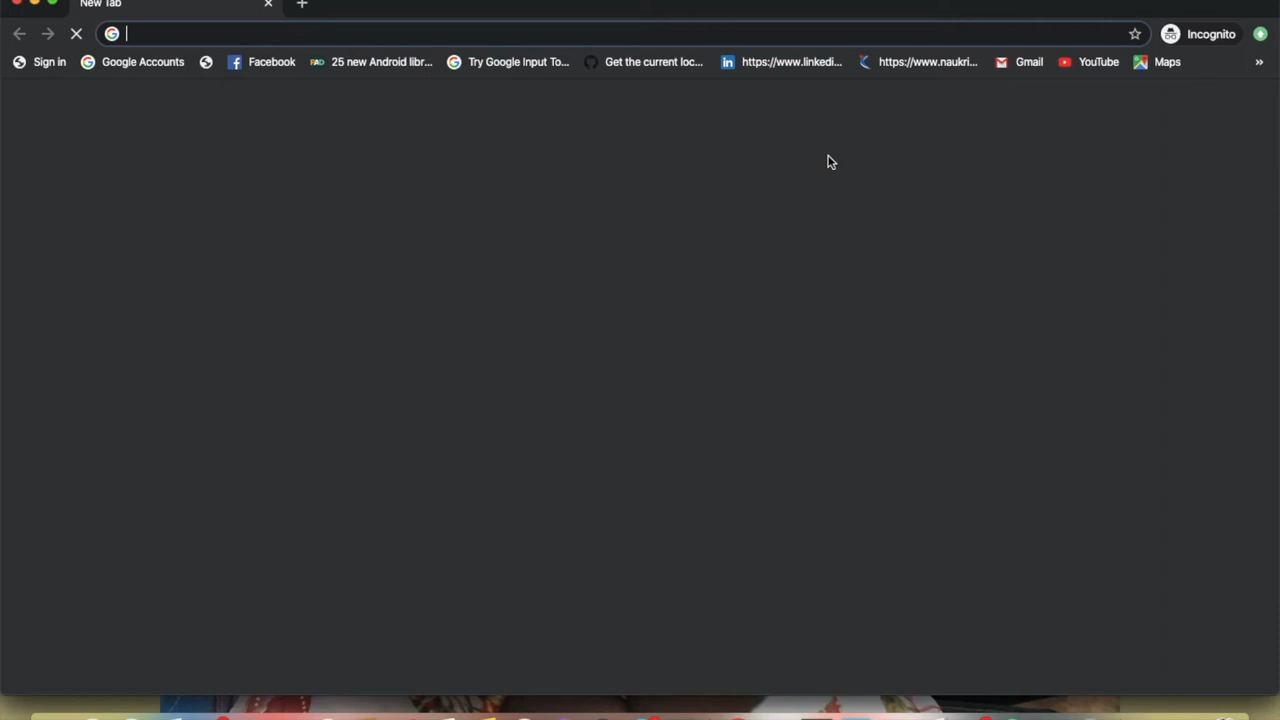 New Tab
Incognito
Sign in Google Accounts Facebook 25 new Android libr... Try Google Input To... Get the current loc... https://www.linkedi... https://www.naukri... Gmail YouTube Maps »